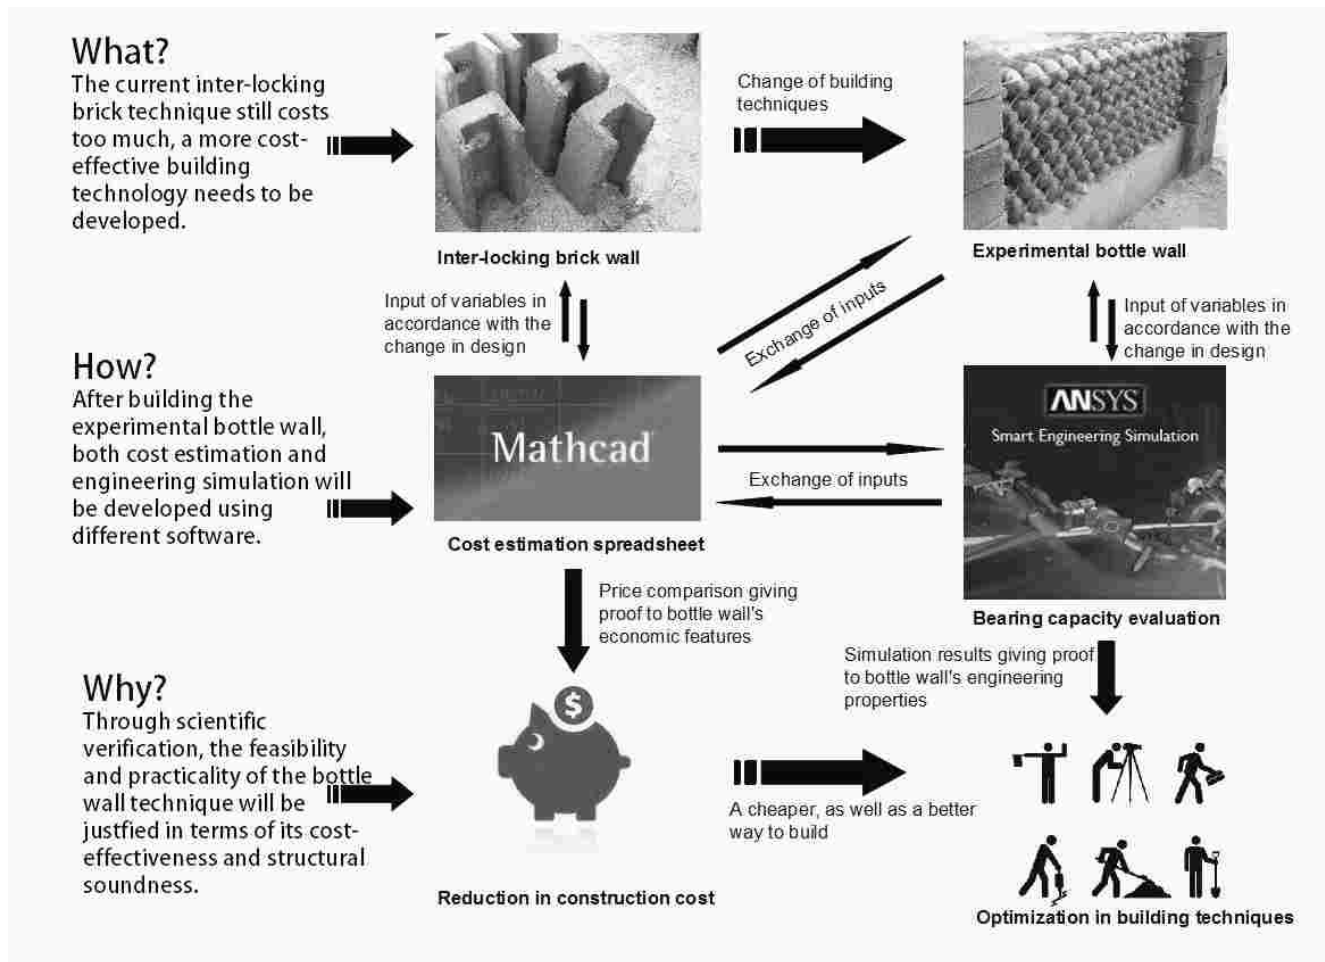 What?
The current inter-locking
brick technique still costs
too much, a more cost-
effective building
technology needs to be
developed.
Inter-locking brick wall
Change of building
techniques
Experimental bottle wall
Input of variables in
accordance with the
change in design
Exchange of inputs
Input of variables in
accordance with the
change in design
How?
After building the
experimental bottle wall,
both cost estimation and
engineering simulation will
be developed using
different software.
Mathcad
Cost estimation spreadsheet
Exchange of inputs
ANSYS
Smart Engineering Simulation
Bearing capacity evaluation
Price comparison giving
proof to bottle wall's
economic features
Simulation results giving proof
to bottle wall's engineering
properties
Why?
Through scientific
verification, the feasibility
and practicality of the bottle
wall technique will be
justfied in terms of its cost-
effectiveness and structural
soundness.
$
Reduction in construction cost
A cheaper, as well as a better
way to build
Optimization in building techniques